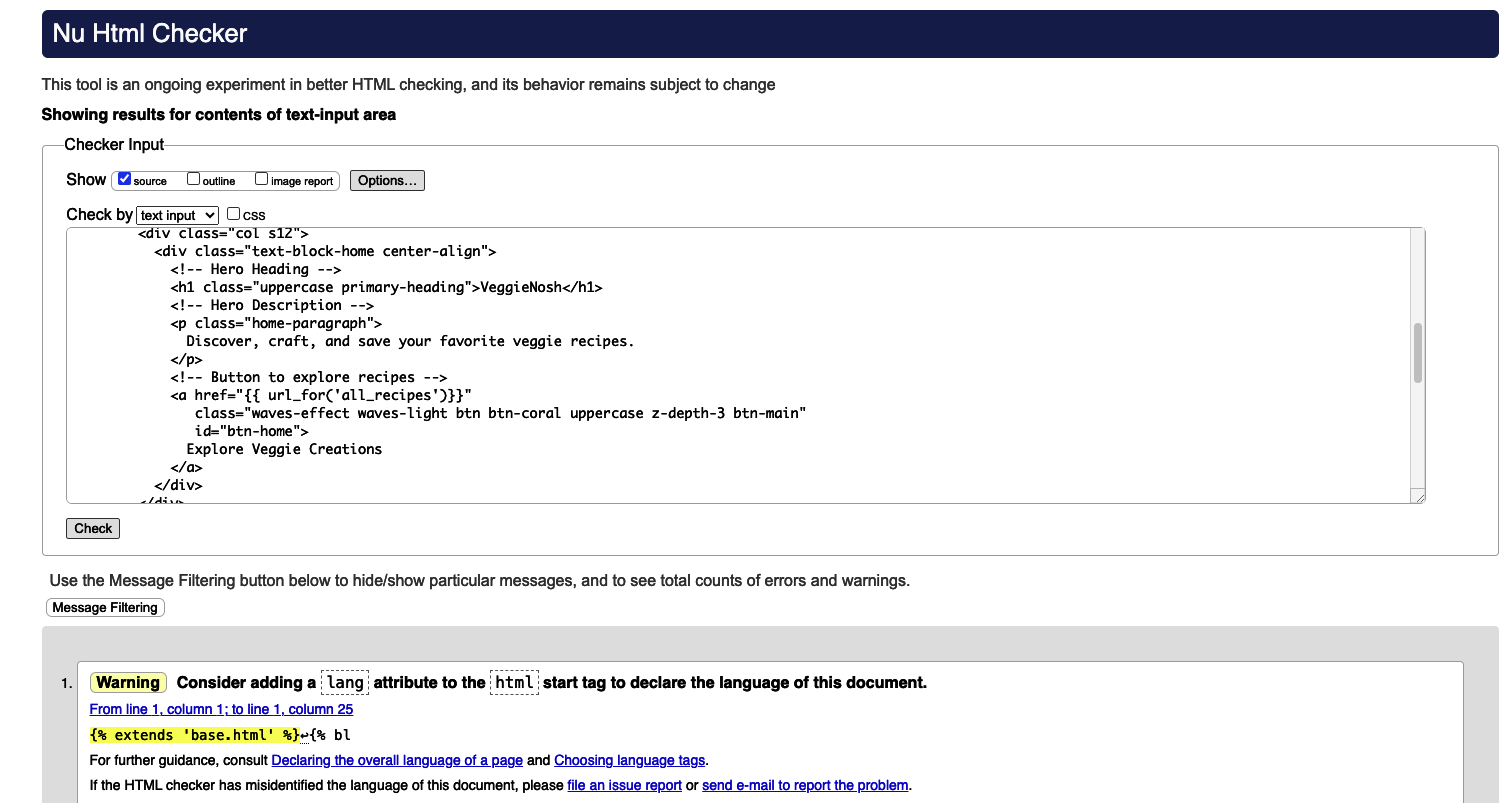 Nu Html Checker
This tool is an ongoing experiment in better HTML checking, and its behavior remains subject to change
Showing results for contents of text-input area
Checker Input
Show source outline image report Options...
Check by text input css
<div class="col s12">
<div class="text-block-home center-align">
<!-- Hero Heading -->
<h1 class="uppercase primary-heading">VeggieNosh</h1>
<!-- Hero Description -->
<p class="home-paragraph">
Discover, craft, and save your favorite veggie recipes.
</p>
<!-- Button to explore recipes -->
<a href="{{ url_for('all_recipes')}}"
class="waves-effect waves-light btn btn-coral uppercase z-depth-3 btn-main"
id="btn-home">
Explore Veggie Creations
</a>
</div>
</div>
Check
Use the Message Filtering button below to hide/show particular messages, and to see total counts of errors and warnings.
Message Filtering
1. Warning Consider adding a lang attribute to the html start tag to declare the language of this document.
From line 1, column 1; to line 1, column 25
{% extends 'base.html' %}↩{% bl
For further guidance, consult Declaring the overall language of a page and Choosing language tags.
If the HTML checker has misidentified the language of this document, please file an issue report or send e-mail to report the problem.